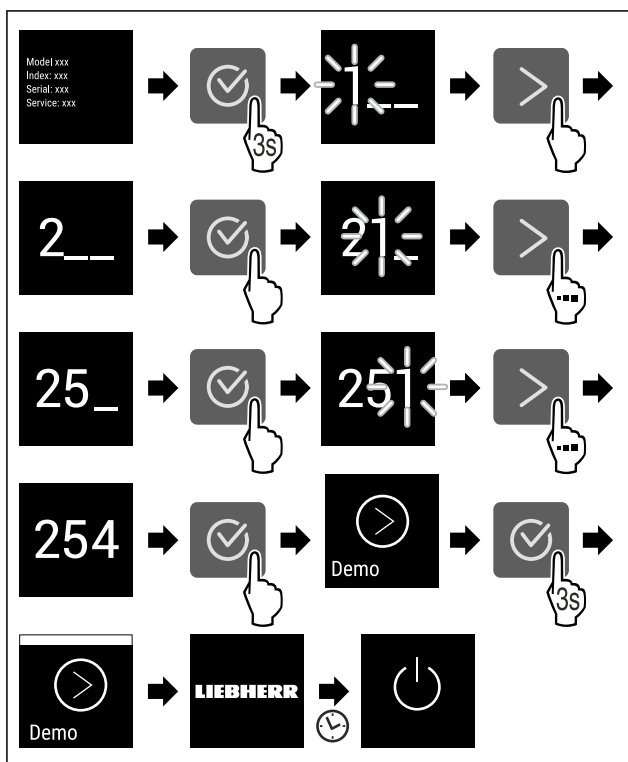 Model xxx
Index: xxx
Serial: xxx
Service: xxx
3s
1__
2__
21_
25_
251
254
Demo
3s
Demo
LIEBHERR